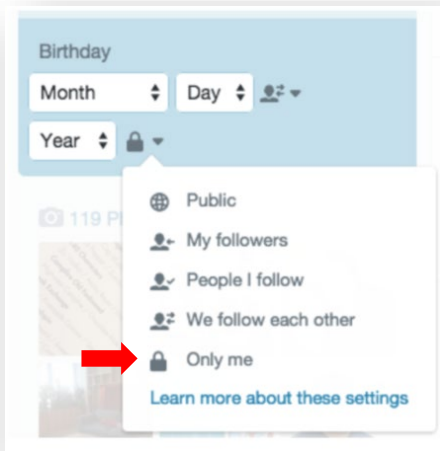 Birthday
Month Day
Year
119 P
Public
My followers
People I follow
We follow each other
Only me
Learn more about these settings